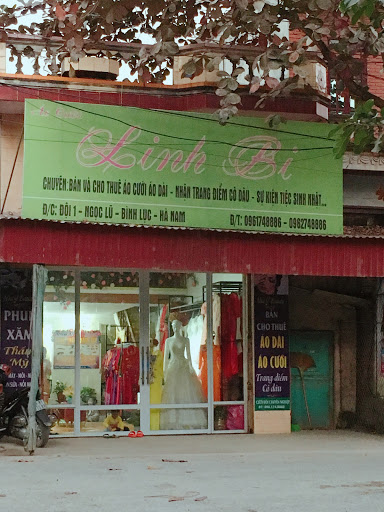 Áo Cưới
Linh Bi
CHUYÊN: BÁN VÀ CHO THUÊ ÁO CƯỚI ÁO DÀI - NHẬN TRANG ĐIỂM CÔ DÂU - SỰ KIỆN TIỆC SINH NHẬT...
Đ/C: ĐỘI 1 - NGỌC LŨ - BÌNH LỤC - HÀ NAM
Đ/T: 0961748886 - 0962748886
PHUN
XĂM
Thẩm
Mỹ
BÁN
CHO THUÊ
ÁO DÀI
ÁO CƯỚI
Trang điểm
Cô dâu